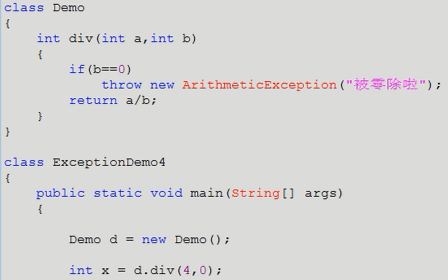 class Demo
{
    int div(int a,int b)
    {
        if(b==0)
            throw new ArithmeticException("被零除啦");
        return a/b;
    }
}

class ExceptionDemo4
{
    public static void main(String[] args)
    {

        Demo d = new Demo();

        int x = d.div(4,0);